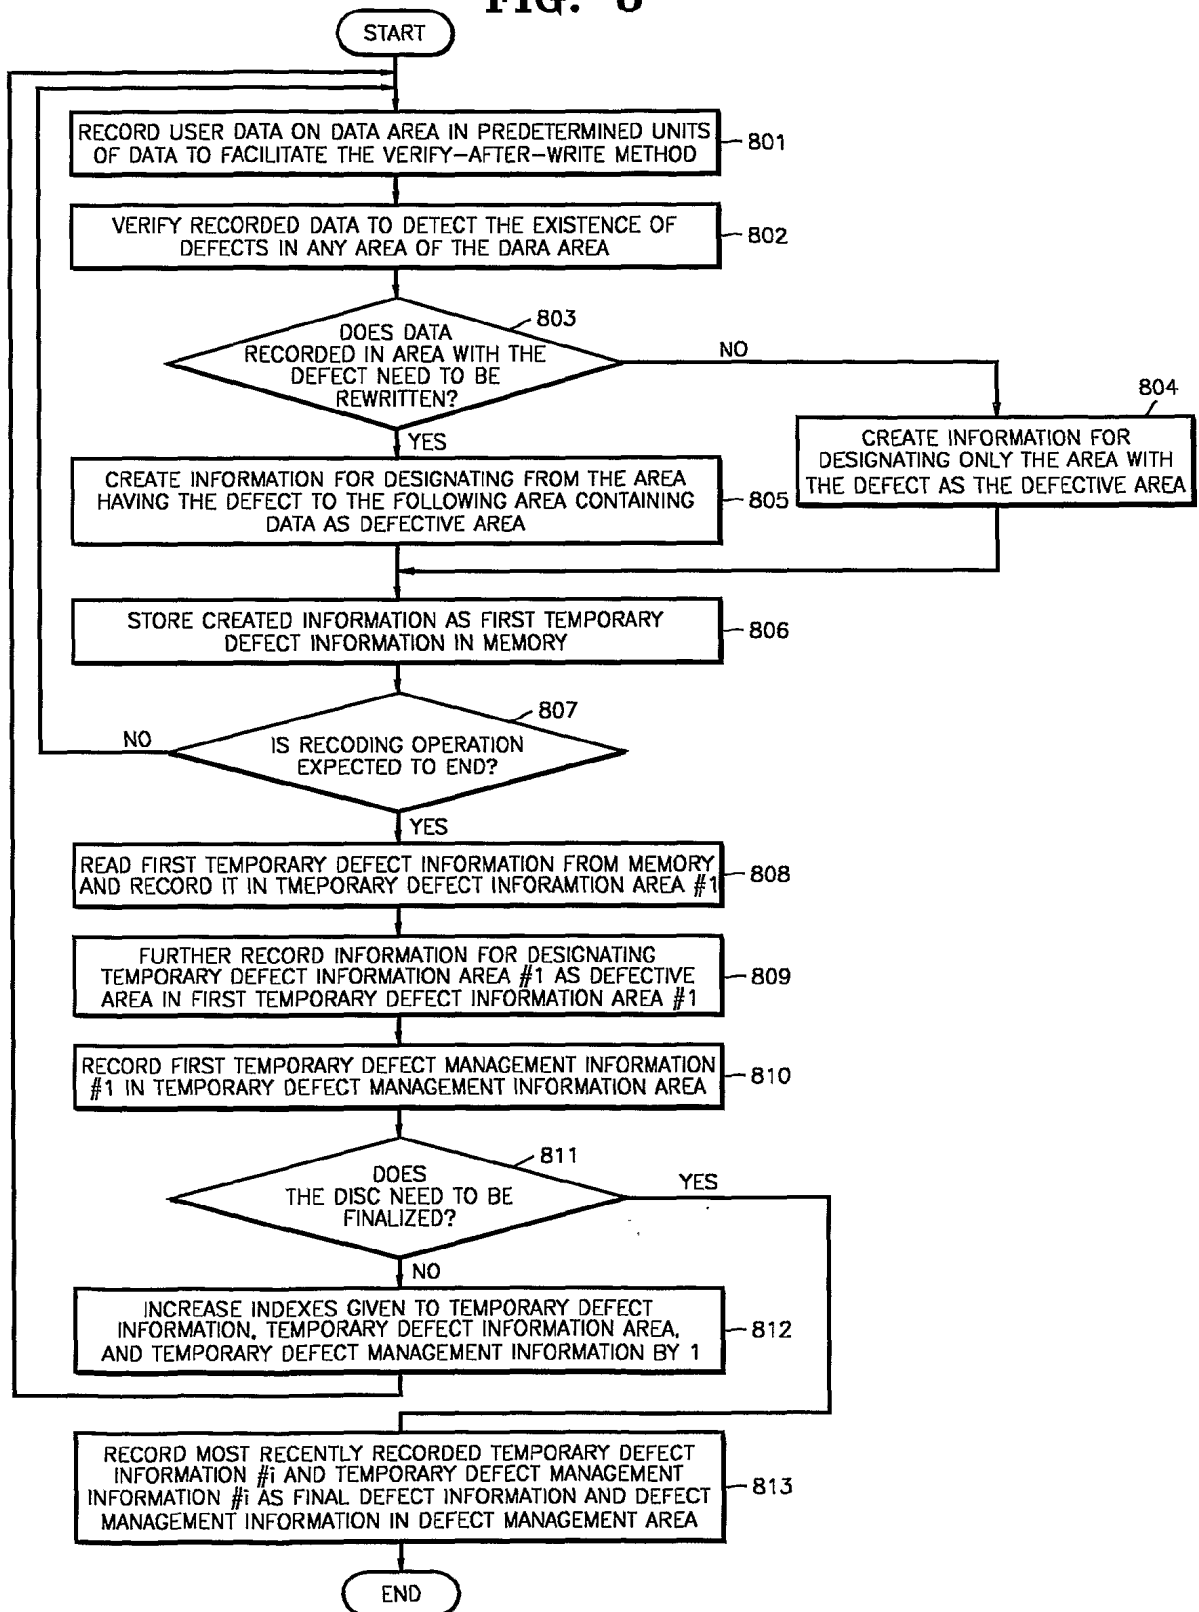 FIG. 8
START
RECORD USER DATA ON DATA AREA IN PREDETERMINED UNITS
OF DATA TO FACILITATE THE VERIFY-AFTER-WRITE METHOD
801
VERIFY RECORDED DATA TO DETECT THE EXISTENCE OF
DEFECTS IN ANY AREA OF THE DARA AREA
802
803
DOES DATA
RECORDED IN AREA WITH THE
DEFECT NEED TO BE
REWRITTEN?
NO
YES
804
CREATE INFORMATION FOR
DESIGNATING ONLY THE AREA WITH
THE DEFECT AS THE DEFECTIVE AREA
CREATE INFORMATION FOR DESIGNATING FROM THE AREA
HAVING THE DEFECT TO THE FOLLOWING AREA CONTAINING
DATA AS DEFECTIVE AREA
805
STORE CREATED INFORMATION AS FIRST TEMPORARY
DEFECT INFORMATION IN MEMORY
806
807
NO
IS RECODING OPERATION
EXPECTED TO END?
YES
READ FIRST TEMPORARY DEFECT INFORMATION FROM MEMORY
AND RECORD IT IN TMEPORARY DEFECT INFORAMTION AREA #1
808
FURTHER RECORD INFORMATION FOR DESIGNATING
TEMPORARY DEFECT INFORMATION AREA #1 AS DEFECTIVE
AREA IN FIRST TEMPORARY DEFECT INFORMATION AREA #1
809
RECORD FIRST TEMPORARY DEFECT MANAGEMENT INFORMATION
#1 IN TEMPORARY DEFECT MANAGEMENT INFORMATION AREA
810
811
DOES
THE DISC NEED TO BE
FINALIZED?
YES
NO
INCREASE INDEXES GIVEN TO TEMPORARY DEFECT
INFORMATION, TEMPORARY DEFECT INFORMATION AREA,
AND TEMPORARY DEFECT MANAGEMENT INFORMATION BY 1
812
RECORD MOST RECENTLY RECORDED TEMPORARY DEFECT
INFORMATION #i AND TEMPORARY DEFECT MANAGEMENT
INFORMATION #i AS FINAL DEFECT INFORMATION AND DEFECT
MANAGEMENT INFORMATION IN DEFECT MANAGEMENT AREA
813
END